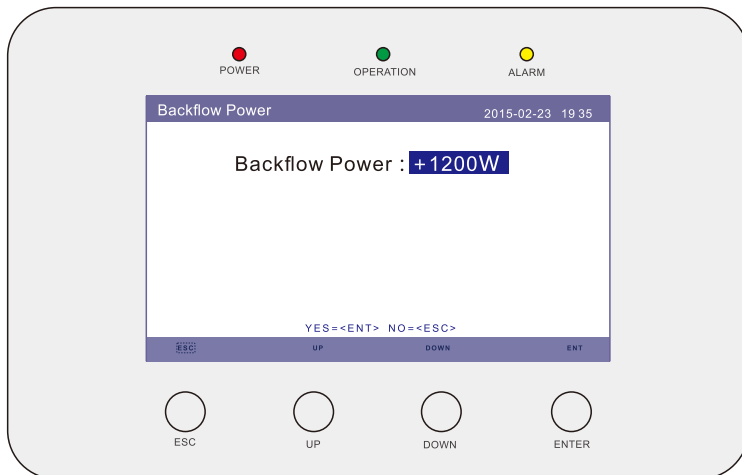 POWER OPERATION ALARM
Backflow Power 2015-02-23 19 35
Backflow Power : +1200W
YES=<ENT> NO=<ESC>
ESC UP DOWN ENT
ESC UP DOWN ENTER